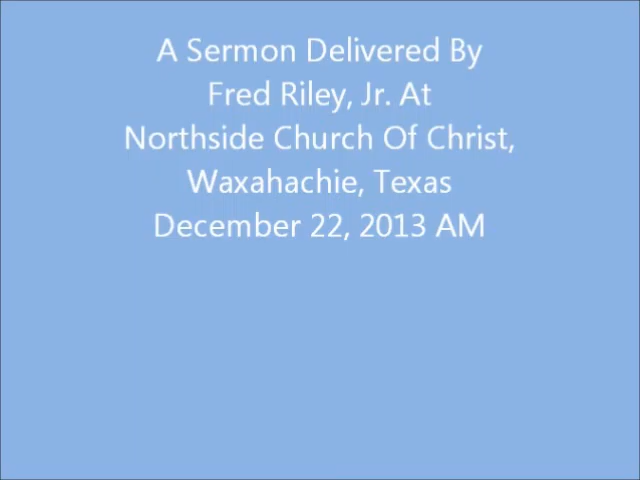 A Sermon Delivered By
Fred Riley, Jr. At
Northside Church Of Christ,
Waxahachie, Texas
December 22, 2013 AM